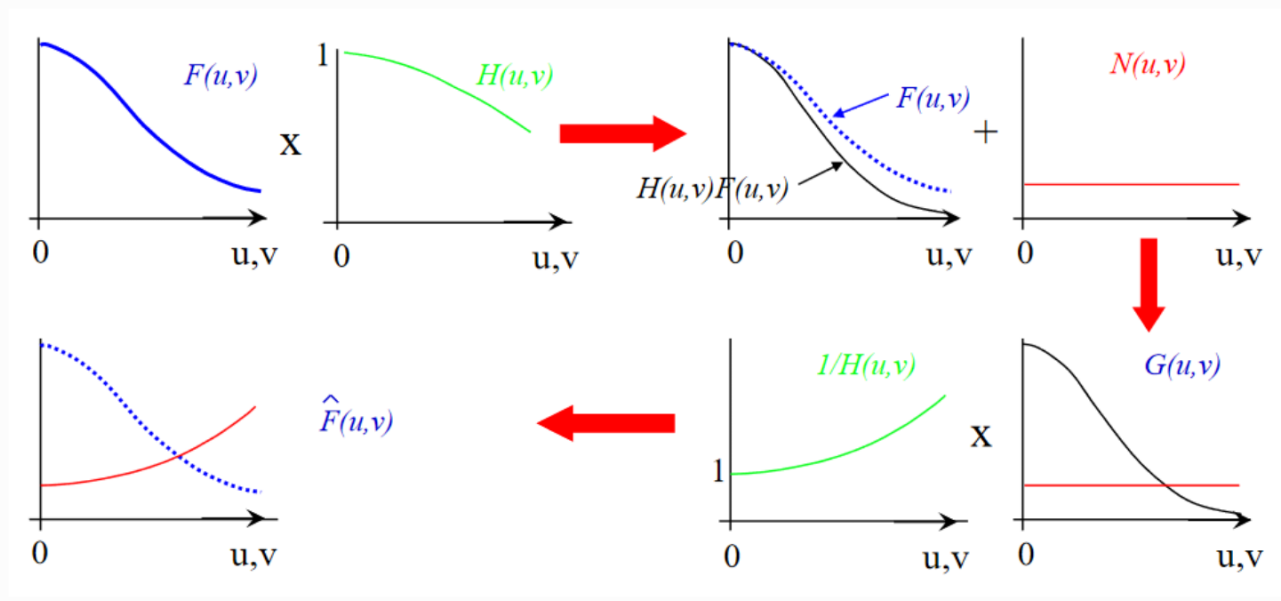 F(u,v)
x
1
H(u,v)
0
u,v
0
u,v
F(u,v)
H(u,v)F(u,v)
+
N(u,v)
0
u,v
0
u,v
F̂(u,v)
0
u,v
1/H(u,v)
1
x
G(u,v)
0
u,v
0
u,v